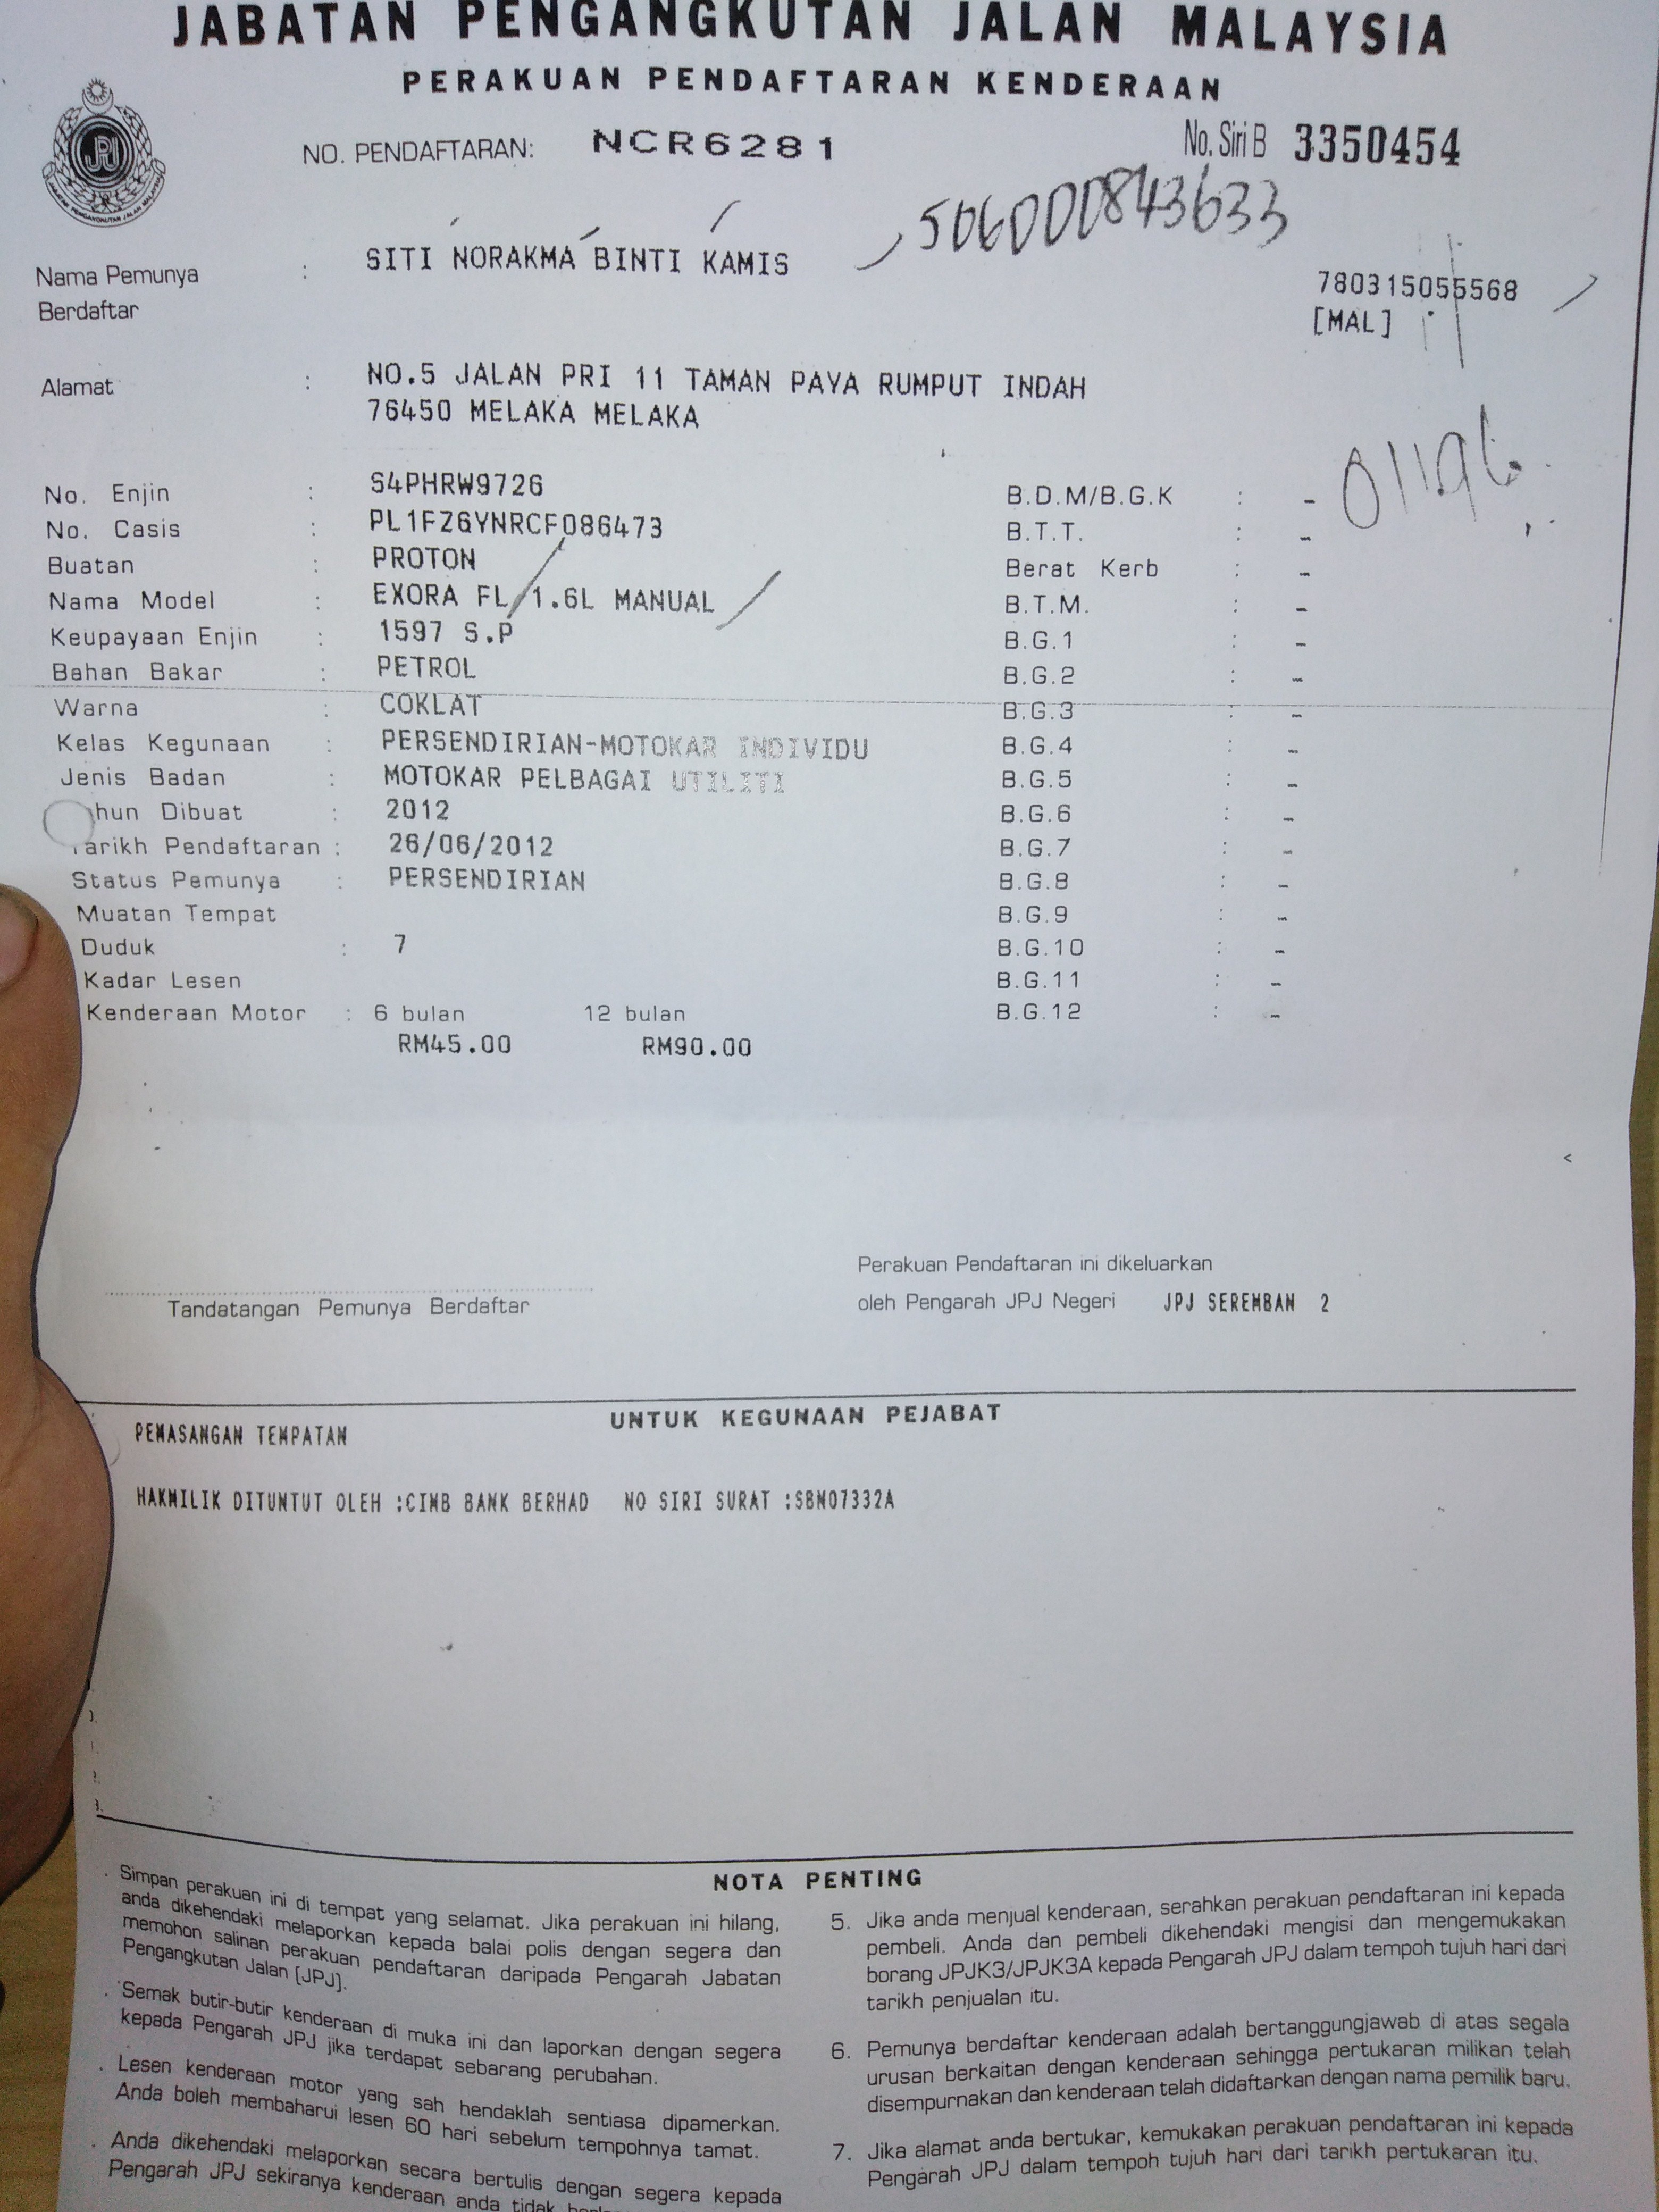 JABATAN PENGANGKUTAN JALAN MALAYSIA
PERAKUAN PENDAFTARAN KENDERAAN
JPJ
JABATAN PENGANGKUTAN JALAN MALAYSIA
NO. PENDAFTARAN: NCR6281 No. Siri B 3350454
506000843633
Nama Pemunya : SITI NORAKMA BINTI KAMIS 780315055568
Berdaftar [MAL]
Alamat : NO.5 JALAN PRI 11 TAMAN PAYA RUMPUT INDAH
76450 MELAKA MELAKA
No. Enjin : S4PHRW9726 B.D.M/B.G.K : -
No. Casis : PL1FZ6YNRCF086473 B.T.T. : -
Buatan : PROTON Berat Kerb : -
Nama Model : EXORA FL 1.6L MANUAL B.T.M. : -
Keupayaan Enjin : 1597 S.P B.G.1 : -
Bahan Bakar : PETROL B.G.2 : -
Warna : COKLAT B.G.3 : -
Kelas Kegunaan : PERSENDIRIAN-MOTOKAR INDIVIDU B.G.4 : -
Jenis Badan : MOTOKAR PELBAGAI UTILITI B.G.5 : -
hun Dibuat : 2012 B.G.6 : -
arikh Pendaftaran : 26/06/2012 B.G.7 : -
Status Pemunya : PERSENDIRIAN B.G.8 : -
Muatan Tempat B.G.9 : -
Duduk : 7 B.G.10 : -
Kadar Lesen B.G.11 : -
Kenderaan Motor : 6 bulan 12 bulan B.G.12 : -
RM45.00 RM90.00
Perakuan Pendaftaran ini dikeluarkan
Tandatangan Pemunya Berdaftar oleh Pengarah JPJ Negeri JPJ SEREMBAN 2
UNTUK KEGUNAAN PEJABAT
PEMASANGAN TEMPATAN
HAKMILIK DITUNTUT OLEH :CIMB BANK BERHAD NO SIRI SURAT :SBN07332A
NOTA PENTING
. Simpan perakuan ini di tempat yang selamat. Jika perakuan ini hilang,
anda dikehendaki melaporkan kepada balai polis dengan segera dan
memohon salinan perakuan pendaftaran daripada Pengarah Jabatan
Pengangkutan Jalan (JPJ).
. Semak butir-butir kenderaan di muka ini dan laporkan dengan segera
kepada Pengarah JPJ jika terdapat sebarang perubahan.
. Lesen kenderaan motor yang sah hendaklah sentiasa dipamerkan.
Anda boleh membaharui lesen 60 hari sebelum tempohnya tamat.
. Anda dikehendaki melaporkan secara bertulis dengan segera kepada
Pengarah JPJ sekiranya kenderaan anda tidak
5. Jika anda menjual kenderaan, serahkan perakuan pendaftaran ini kepada
pembeli. Anda dan pembeli dikehendaki mengisi dan mengemukakan
borang JPJK3/JPJK3A kepada Pengarah JPJ dalam tempoh tujuh hari dari
tarikh penjualan itu.
6. Pemunya berdaftar kenderaan adalah bertanggungjawab di atas segala
urusan berkaitan dengan kenderaan sehingga pertukaran milikan telah
disempurnakan dan kenderaan telah didaftarkan dengan nama pemilik baru.
7. Jika alamat anda bertukar, kemukakan perakuan pendaftaran ini kepada
Pengarah JPJ dalam tempoh tujuh hari dari tarikh pertukaran itu.